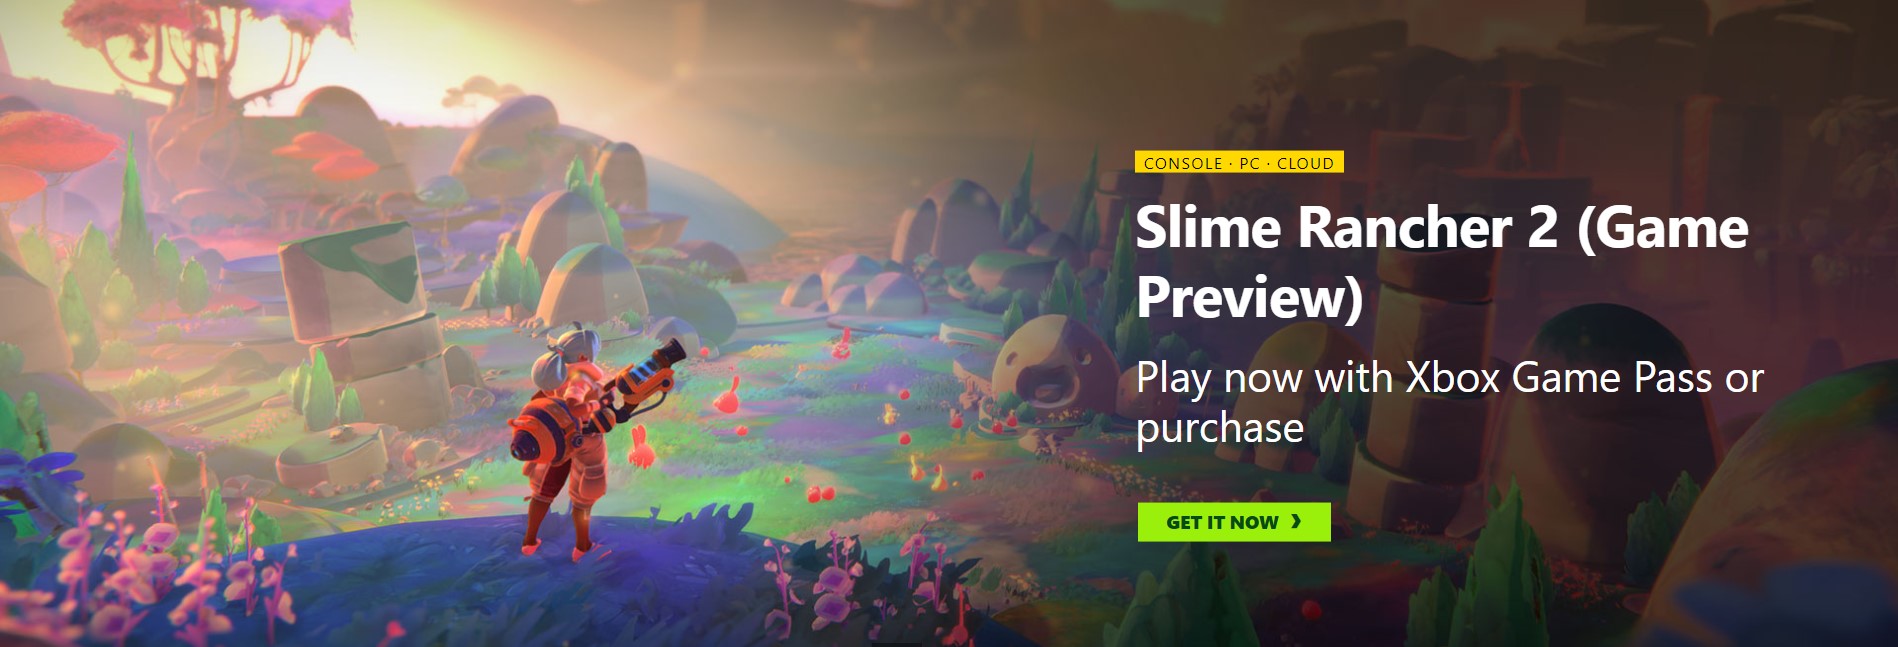 CONSOLE · PC · CLOUD
Slime Rancher 2 (Game
Preview)
Play now with Xbox Game Pass or
purchase
GET IT NOW ❯